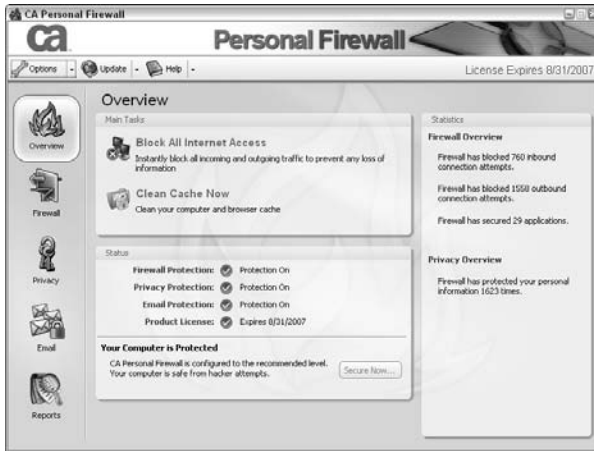 CA Personal Firewall
ca
Personal Firewall
Options
Update
Help
License Expires 8/31/2007
Overview
Firewall
Privacy
Email
Reports
Overview
Main Tasks
Block All Internet Access
Instantly block all incoming and outgoing traffic to prevent any loss of
information
Clean Cache Now
Clean your computer and browser cache
Status
Firewall Protection: Protection On
Privacy Protection: Protection On
Email Protection: Protection On
Product License: Expires 8/31/2007
Your Computer is Protected
CA Personal Firewall is configured to the recommended level.
Your computer is safe from hacker attempts.
Secure Now...
Statistics
Firewall Overview
Firewall has blocked 760 inbound
connection attempts.
Firewall has blocked 1558 outbound
connection attempts.
Firewall has secured 29 applications.
Privacy Overview
Firewall has protected your personal
information 1623 times.